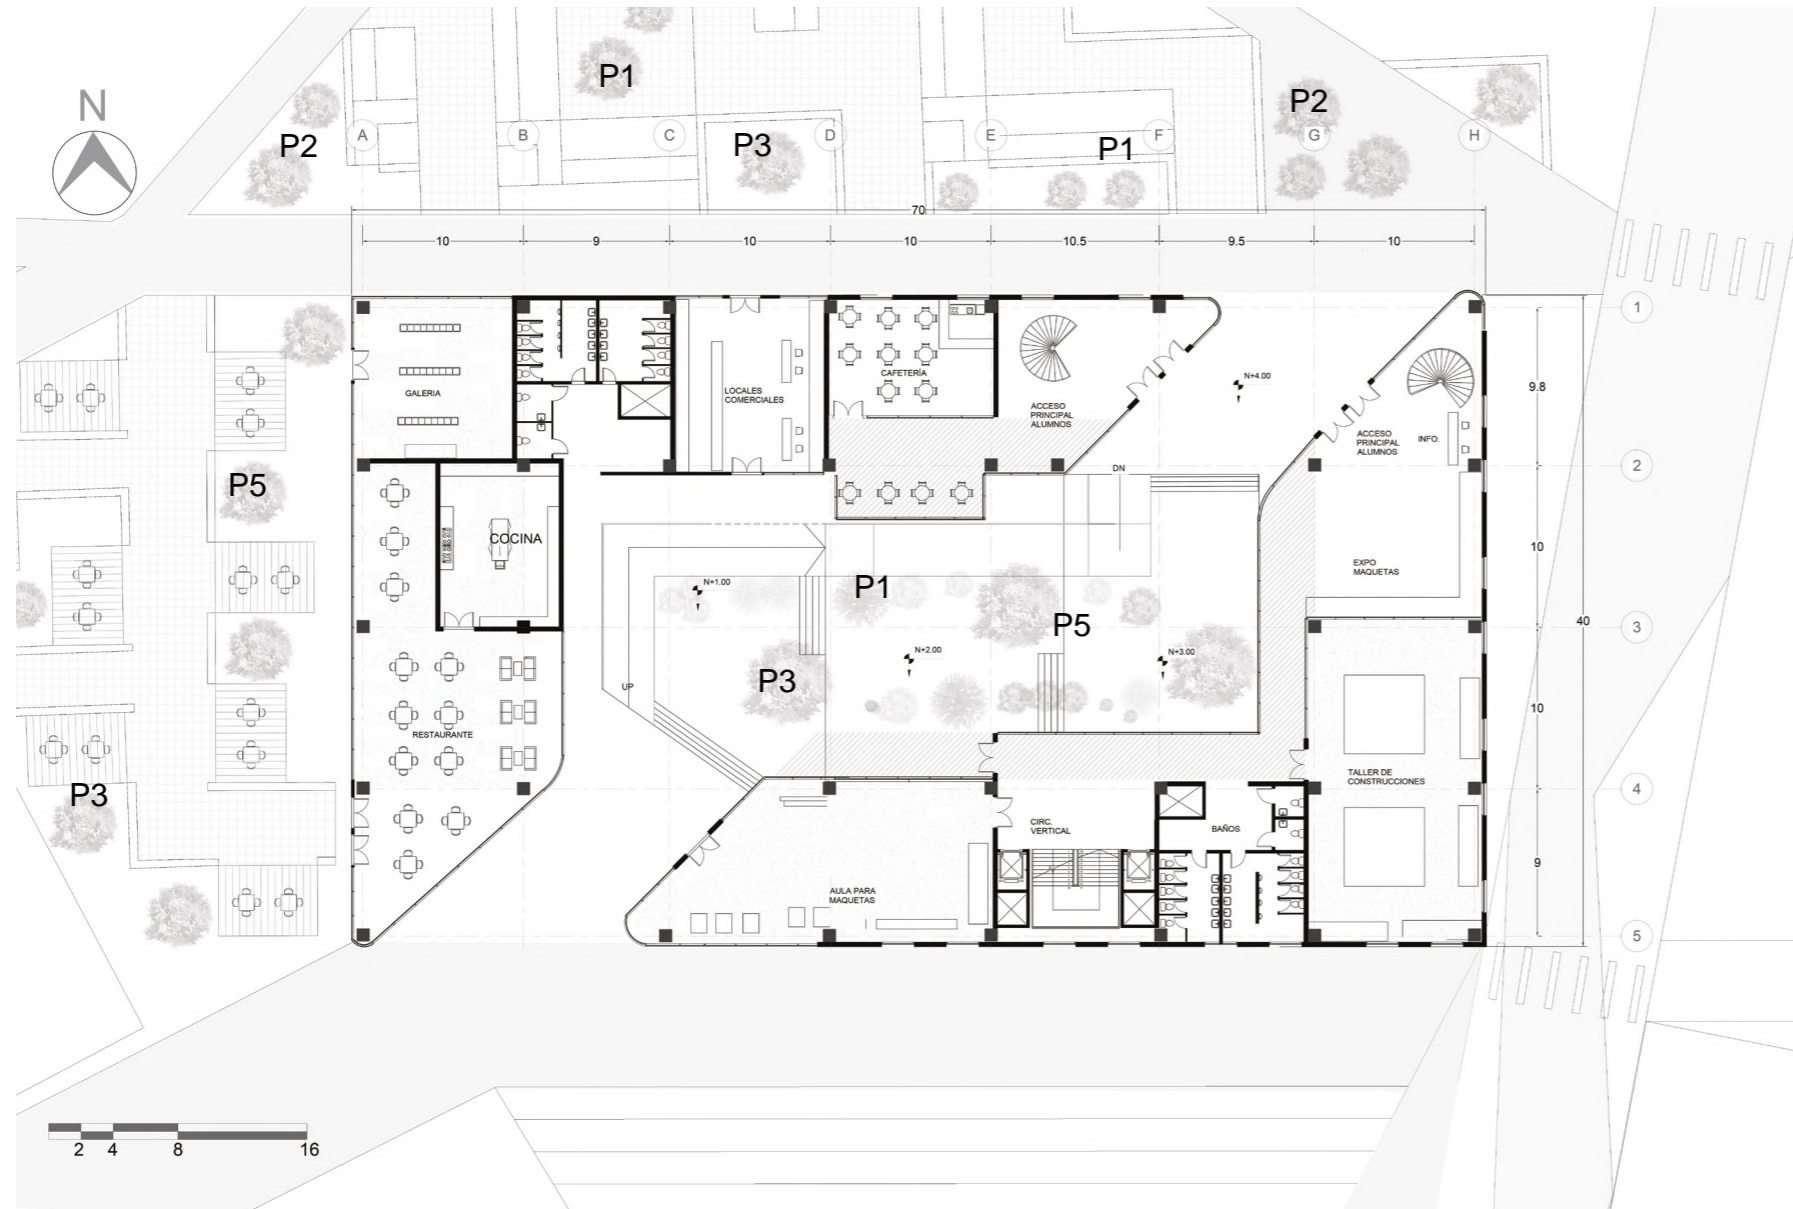 P1
N
P2
P2
A
B
C
P3
D
E
P1
F
G
H
70
10
9
10
10
10.5
9.5
10
1
N+4.00
CAFETERÍA
9.8
GALERIA
LOCALES
COMERCIALES
ACCESO
PRINCIPAL
ALUMNOS
ACCESO
PRINCIPAL
ALUMNOS
INFO.
2
DN
P5
COCINA
10
EXPO
MAQUETAS
N+1.00
P1
P5
40
3
N+2.00
N+3.00
P3
UP
10
RESTAURANTE
TALLER DE
CONSTRUCCIONES
4
P3
CIRC.
VERTICAL
BAÑOS
9
AULA PARA
MAQUETAS
5
2
4
8
16